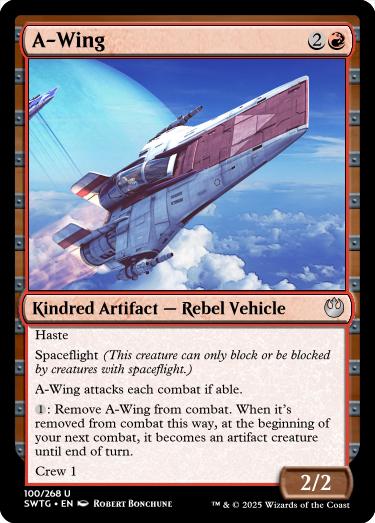 A-Wing 2
Kindred Artifact — Rebel Vehicle
Haste
Spaceflight (This creature can only block or be blocked
by creatures with spaceflight.)
A-Wing attacks each combat if able.
1: Remove A-Wing from combat. When it's
removed from combat this way, at the beginning of
your next combat, it becomes an artifact creature
until end of turn.
Crew 1
2/2
100/268 U
SWTG • EN Robert Bonchune ™ & © 2025 Wizards of the Coast